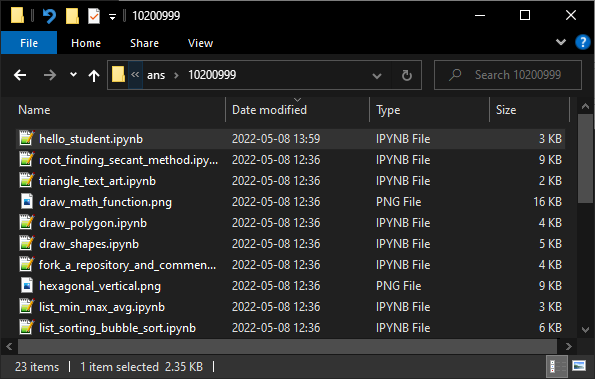 10200999
File Home Share View
ans 10200999 Search 10200999
Name Date modified Type Size
hello_student.ipynb 2022-05-08 13:59 IPYNB File 3 KB
root_finding_secant_method.ipy... 2022-05-08 12:36 IPYNB File 9 KB
triangle_text_art.ipynb 2022-05-08 12:36 IPYNB File 2 KB
draw_math_function.png 2022-05-08 12:36 PNG File 16 KB
draw_polygon.ipynb 2022-05-08 12:36 IPYNB File 4 KB
draw_shapes.ipynb 2022-05-08 12:36 IPYNB File 5 KB
fork_a_repository_and_commen... 2022-05-08 12:36 IPYNB File 4 KB
hexagonal_vertical.png 2022-05-08 12:36 PNG File 9 KB
list_min_max_avg.ipynb 2022-05-08 12:36 IPYNB File 3 KB
list_sorting_bubble_sort.ipynb 2022-05-08 12:36 IPYNB File 6 KB
23 items 1 item selected 2.35 KB